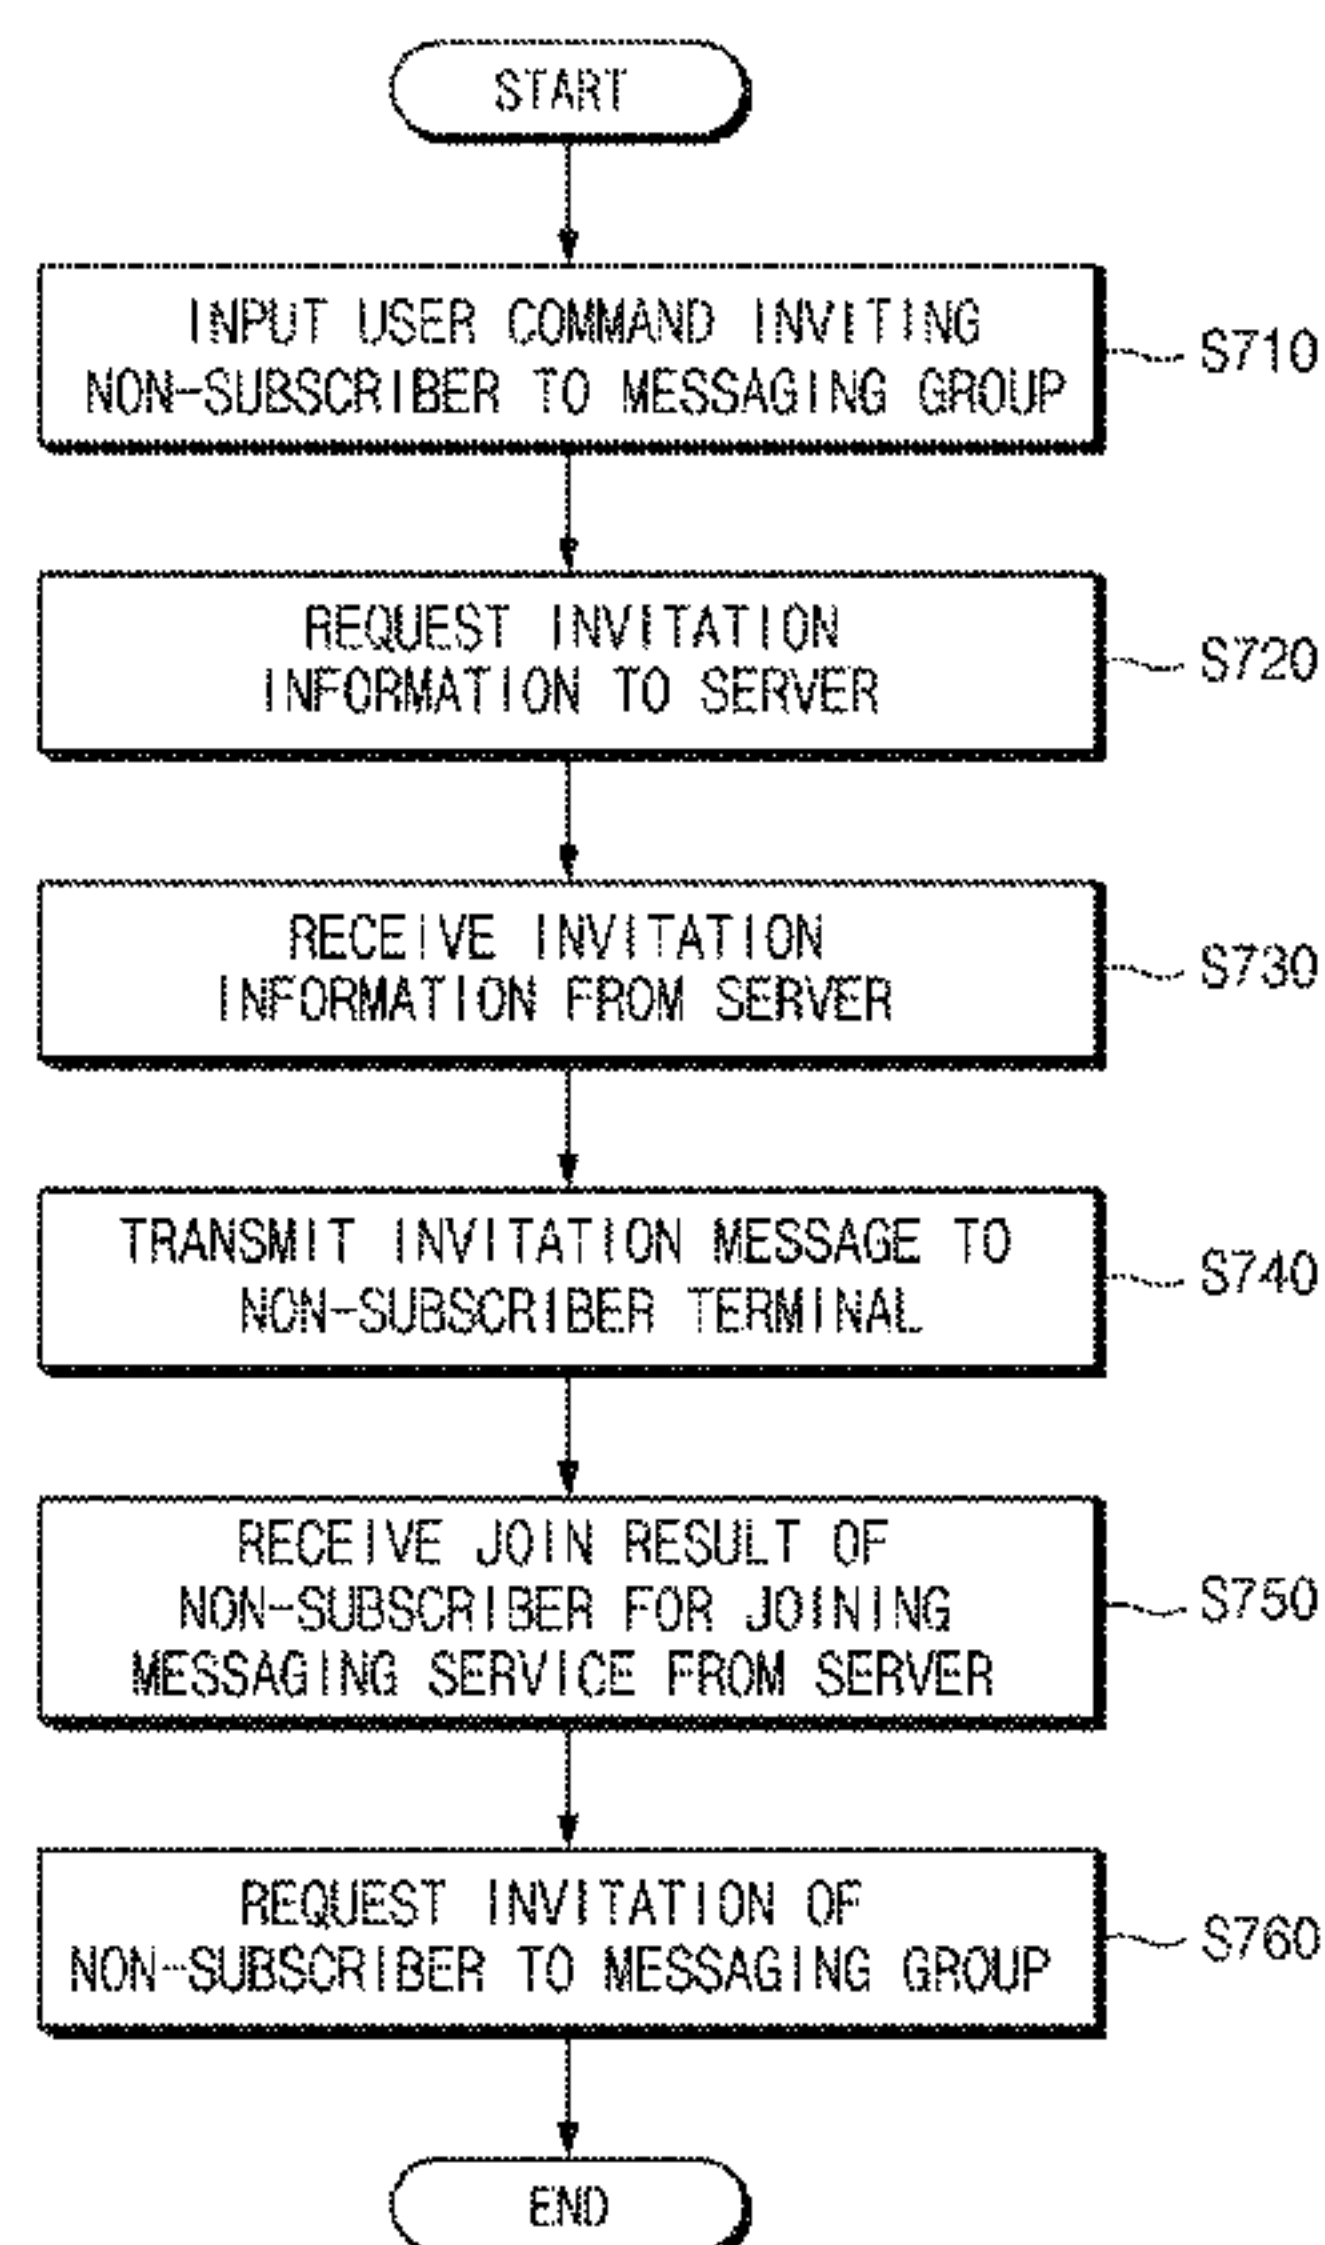 START
INPUT USER COMMAND INVITING
NON-SUBSCRIBER TO MESSAGING GROUP
S710
REQUEST INVITATION
INFORMATION TO SERVER
S720
RECEIVE INVITATION
INFORMATION FROM SERVER
S730
TRANSMIT INVITATION MESSAGE TO
NON-SUBSCRIBER TERMINAL
S740
RECEIVE JOIN RESULT OF
NON-SUBSCRIBER FOR JOINING
MESSAGING SERVICE FROM SERVER
S750
REQUEST INVITATION OF
NON-SUBSCRIBER TO MESSAGING GROUP
S760
END